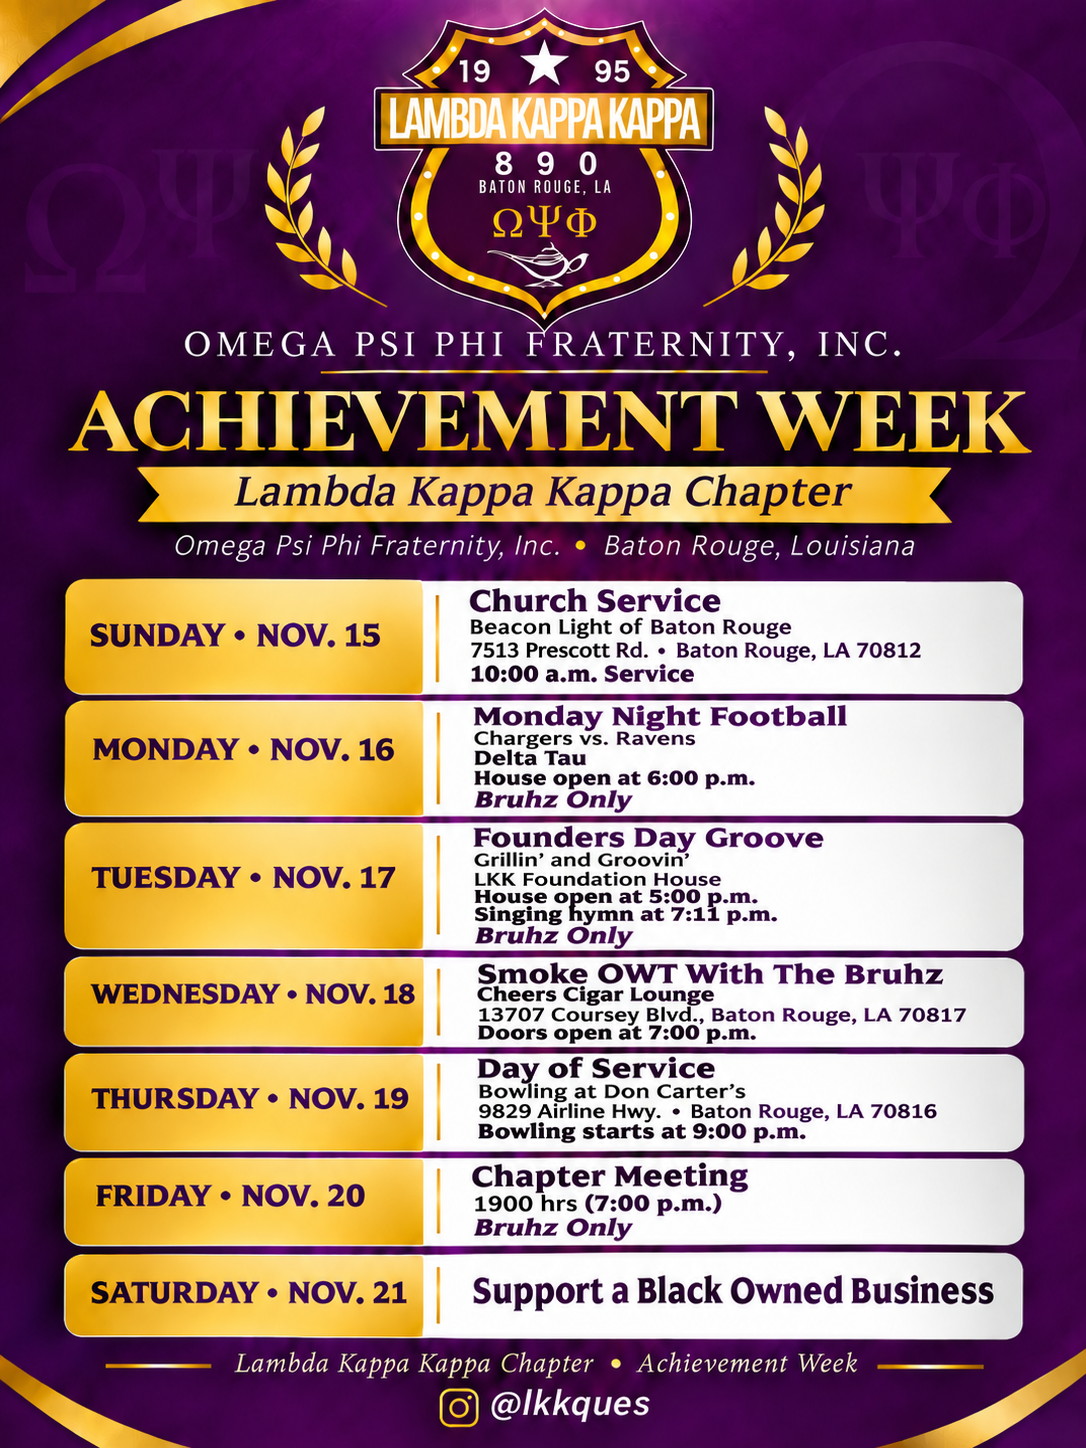 19 95
LAMBDA KAPPA KAPPA
8 9 0
BATON ROUGE, LA
ΩΨΦ
ΩΨ
ΨΦ
Ω
OMEGA PSI PHI FRATERNITY, INC.
ACHIEVEMENT WEEK
Lambda Kappa Kappa Chapter
Omega Psi Phi Fraternity, Inc. • Baton Rouge, Louisiana
SUNDAY • NOV. 15
Church Service
Beacon Light of Baton Rouge
7513 Prescott Rd. • Baton Rouge, LA 70812
10:00 a.m. Service
MONDAY • NOV. 16
Monday Night Football
Chargers vs. Ravens
Delta Tau
House open at 6:00 p.m.
Bruhz Only
TUESDAY • NOV. 17
Founders Day Groove
Grillin’ and Groovin’
LKK Foundation House
House open at 5:00 p.m.
Singing hymn at 7:11 p.m.
Bruhz Only
WEDNESDAY • NOV. 18
Smoke OWT With The Bruhz
Cheers Cigar Lounge
13707 Coursey Blvd., Baton Rouge, LA 70817
Doors open at 7:00 p.m.
THURSDAY • NOV. 19
Day of Service
Bowling at Don Carter’s
9829 Airline Hwy. • Baton Rouge, LA 70816
Bowling starts at 9:00 p.m.
FRIDAY • NOV. 20
Chapter Meeting
1900 hrs (7:00 p.m.)
Bruhz Only
SATURDAY • NOV. 21
Support a Black Owned Business
Lambda Kappa Kappa Chapter • Achievement Week
@lkkques